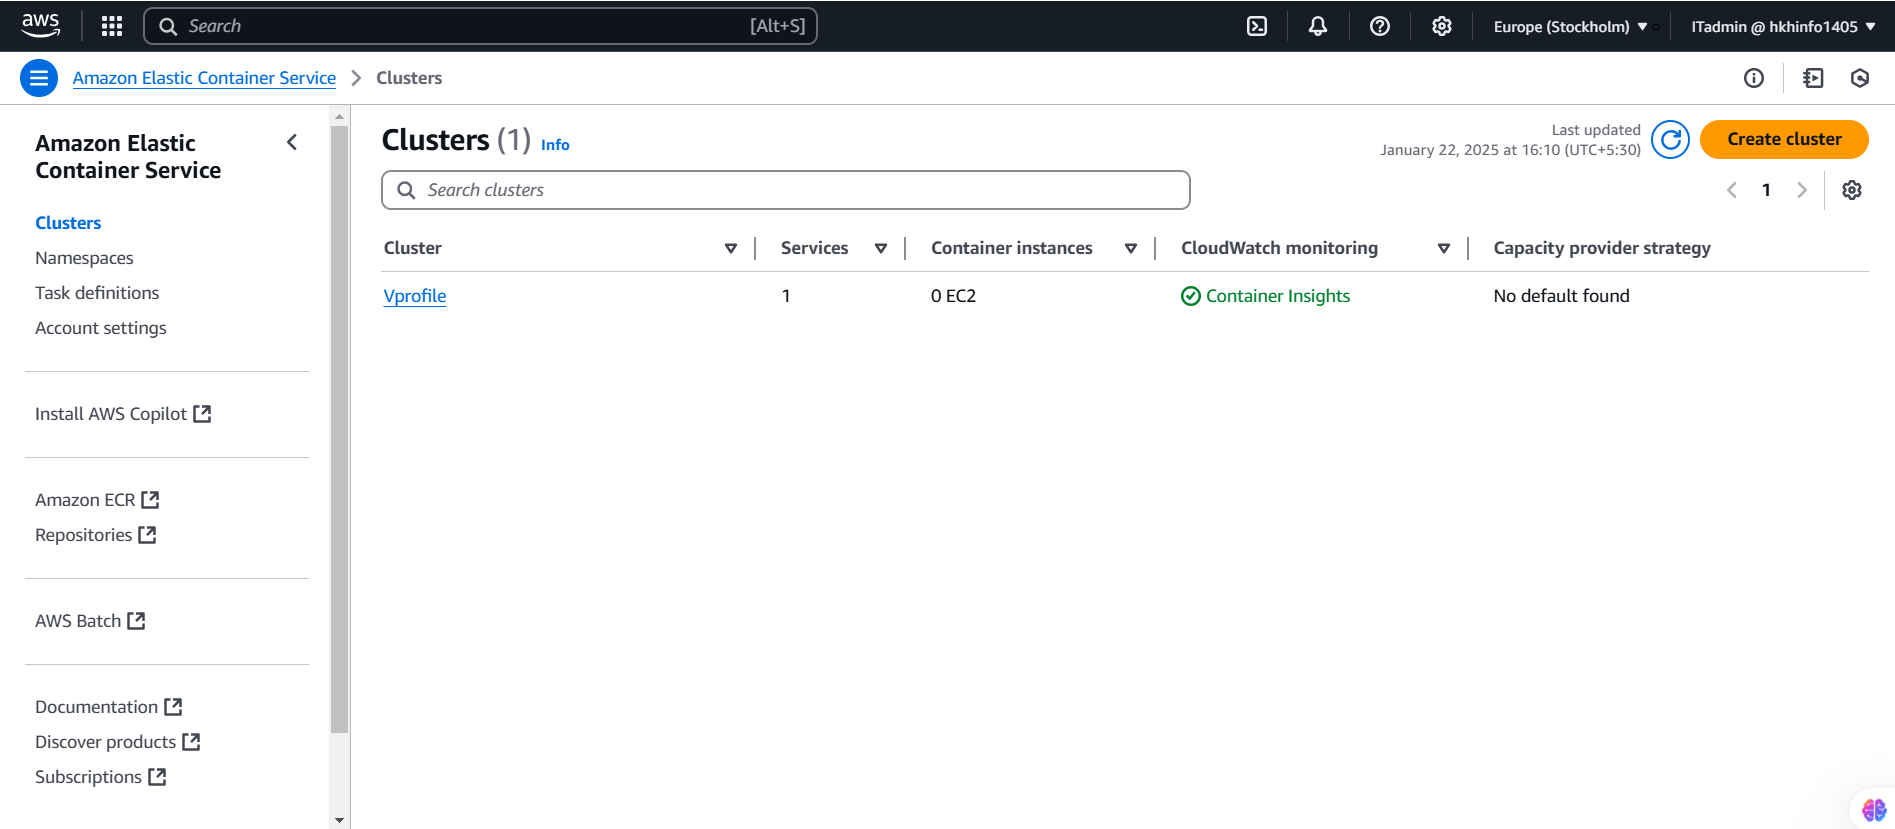 aws
Search [Alt+S]
Europe (Stockholm)
ITadmin @ hkhinfo1405
Amazon Elastic Container Service
Clusters
Amazon Elastic
Container Service
Clusters
Namespaces
Task definitions
Account settings
Install AWS Copilot
Amazon ECR
Repositories
AWS Batch
Documentation
Discover products
Subscriptions
Clusters (1) Info
Last updated
January 22, 2025 at 16:10 (UTC+5:30)
Create cluster
Search clusters
1
Cluster Services Container instances CloudWatch monitoring Capacity provider strategy
Vprofile 1 0 EC2 Container Insights No default found